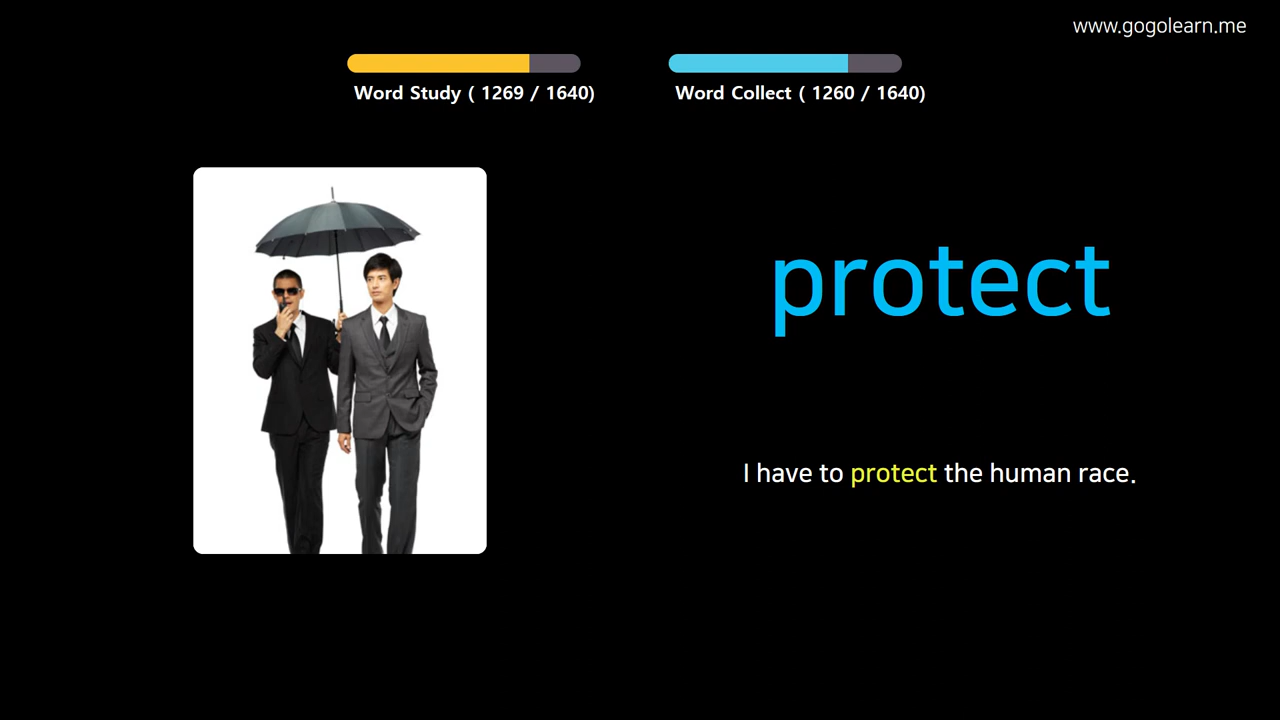 www.gogolearn.me
Word Study ( 1269 / 1640)
Word Collect ( 1260 / 1640)
protect
I have to protect the human race.